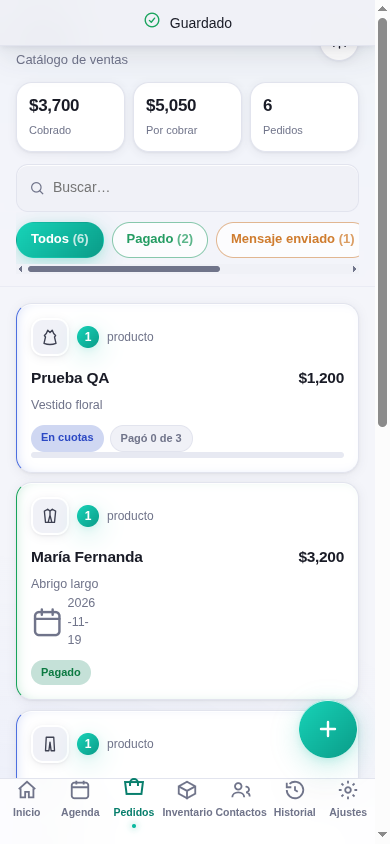 Guardado
Catálogo de ventas
$3,700
Cobrado
$5,050
Por cobrar
6
Pedidos
Buscar…
Todos (6)
Pagado (2)
Mensaje enviado (1)
1 producto
Prueba QA $1,200
Vestido floral
En cuotas
Pagó 0 de 3
1 producto
María Fernanda $3,200
Abrigo largo
2026
-11-
19
Pagado
1 producto
Inicio
Agenda
Pedidos
Inventario
Contactos
Historial
Ajustes